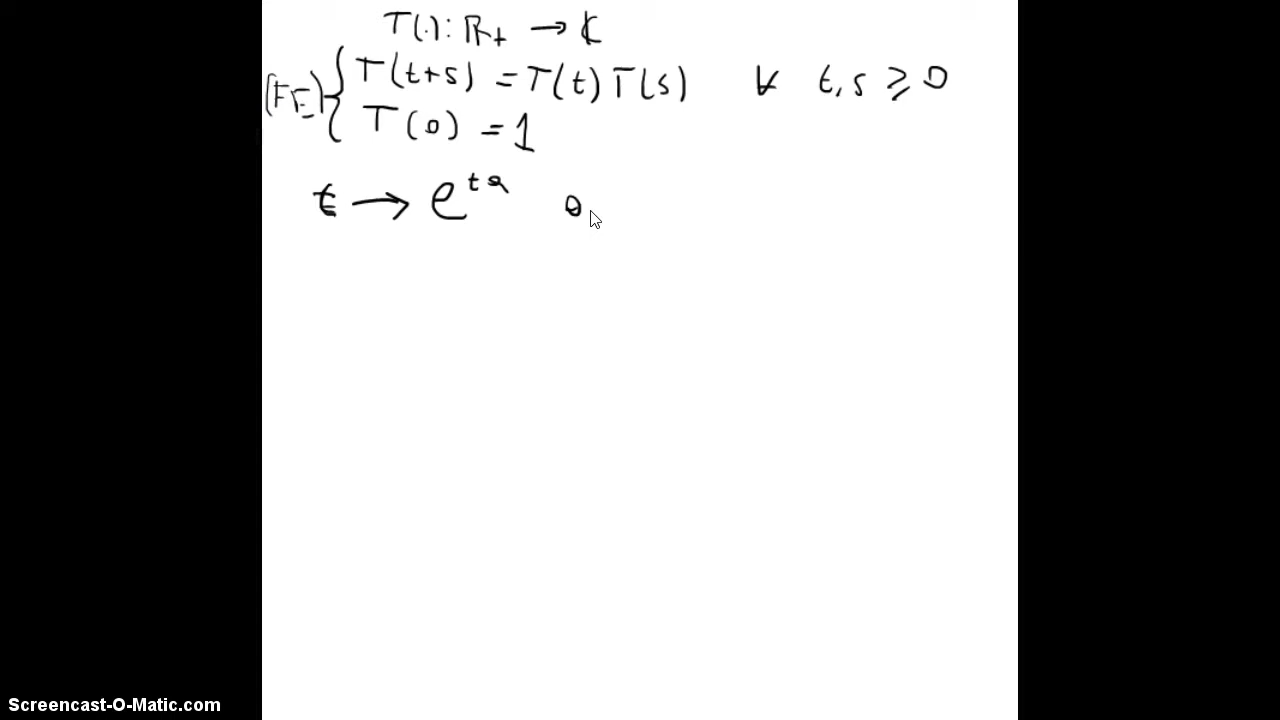 T(.): ℝ+ → ℂ
(FE) { T(t+s) = T(t) T(s) ∀ t, s ≥ 0
T(0) = 1
t → e^{ta} a
Screencast-O-Matic.com